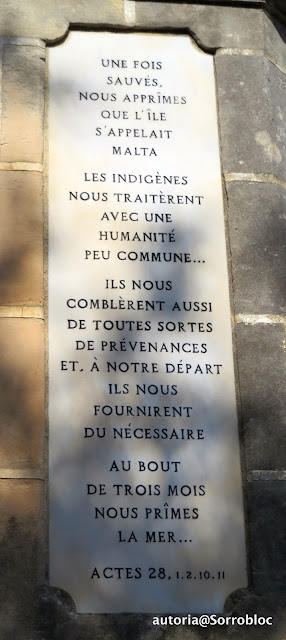 UNE FOIS
SAUVÉS,
NOUS APPRÎMES
QUE L'ÎLE
S'APPELAIT
MALTA
LES INDIGÈNES
NOUS TRAITÈRENT
AVEC UNE
HUMANITÉ
PEU COMMUNE...
ILS NOUS
COMBLÈRENT AUSSI
DE TOUTES SORTES
DE PRÉVENANCES
ET, À NOTRE DÉPART
ILS NOUS
FOURNIRENT
DU NÉCESSAIRE
AU BOUT
DE TROIS MOIS
NOUS PRÎMES
LA MER...
ACTES 28, 1.2.10.11
autoria@Sorrobloc